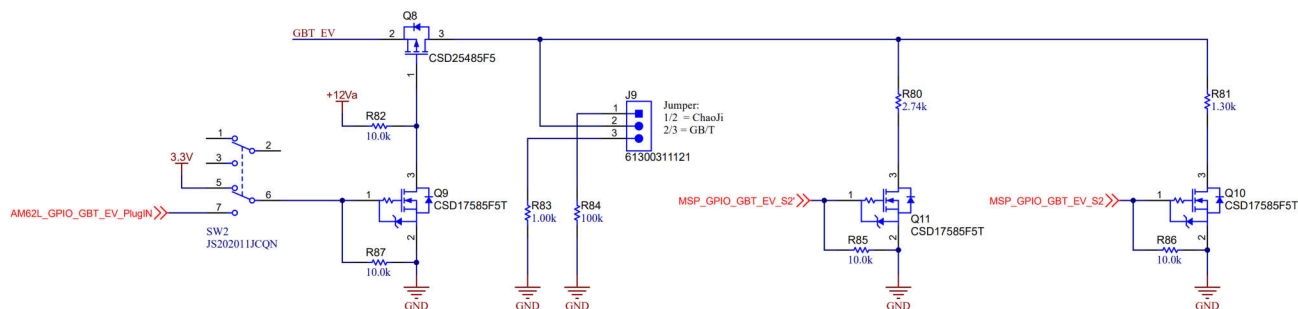 Q8
GBT_EV
2
3
CSD25485F5
1
+12Va
R82
10.0k
J9
1
2
3
Jumper:
1/2 = ChaoJi
2/3 = GB/T
61300311121
R80
2.74k
R81
1.30k
1
2
3
3.3V
5
6
7
AM62L_GPIO_GBT_EV_PlugIN
SW2
JS202011JCQN
3
1
Q9
CSD17585F5T
2
R87
10.0k
GND
R83
1.00k
R84
100k
GND
GND
MSP_GPIO_GBT_EV_S2'
3
1
2
Q11
CSD17585F5T
R85
10.0k
GND
MSP_GPIO_GBT_EV_S2
3
1
Q10
CSD17585F5T
2
R86
10.0k
GND